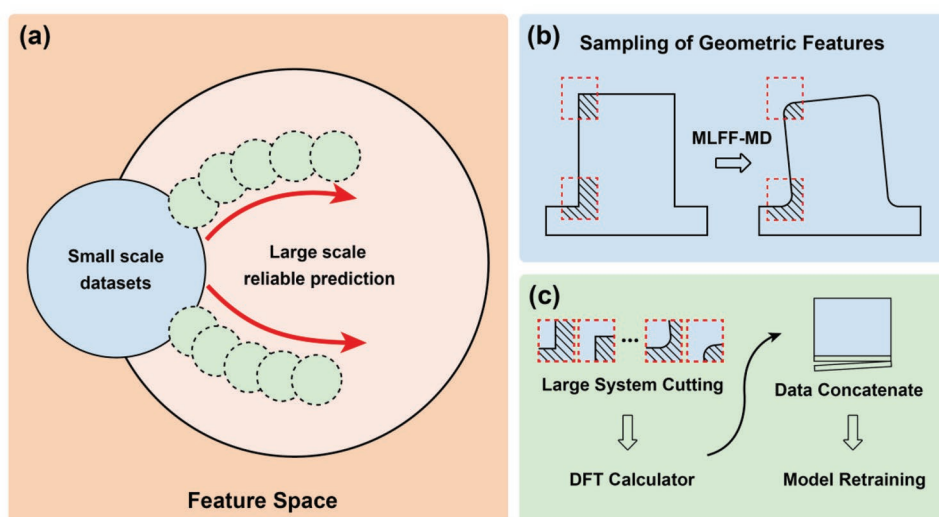 (a)
Small scale
datasets
Large scale
reliable prediction
Feature Space
(b)
Sampling of Geometric Features
MLFF-MD
(c)
...
Large System Cutting
DFT Calculator
Data Concatenate
Model Retraining